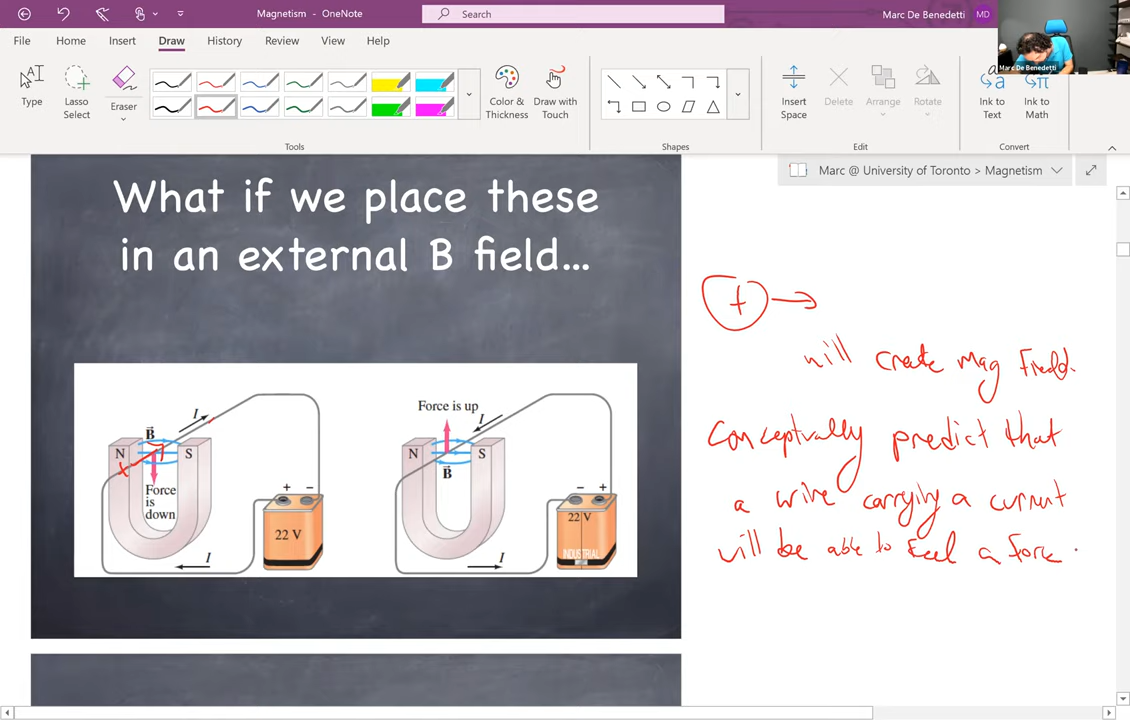 Magnetism - OneNote
Search
Marc De Benedetti
MD
Marc De Benedetti
File
Home
Insert
Draw
History
Review
View
Help
Type
Lasso Select
Eraser
Color & Thickness
Draw with Touch
Insert Space
Delete
Arrange
Rotate
Ink to Text
Ink to Math
Tools
Shapes
Edit
Convert
Marc @ University of Toronto > Magnetism
What if we place these
in an external B field...
+ →
will create Mag Field.
Conceptually predict that
a wire carrying a current
will be able to feel a force.
I
B
N
S
Force
is
down
+ -
22 V
I
Force is up
I
N
S
B
- +
22 V
INDUSTRIAL
I